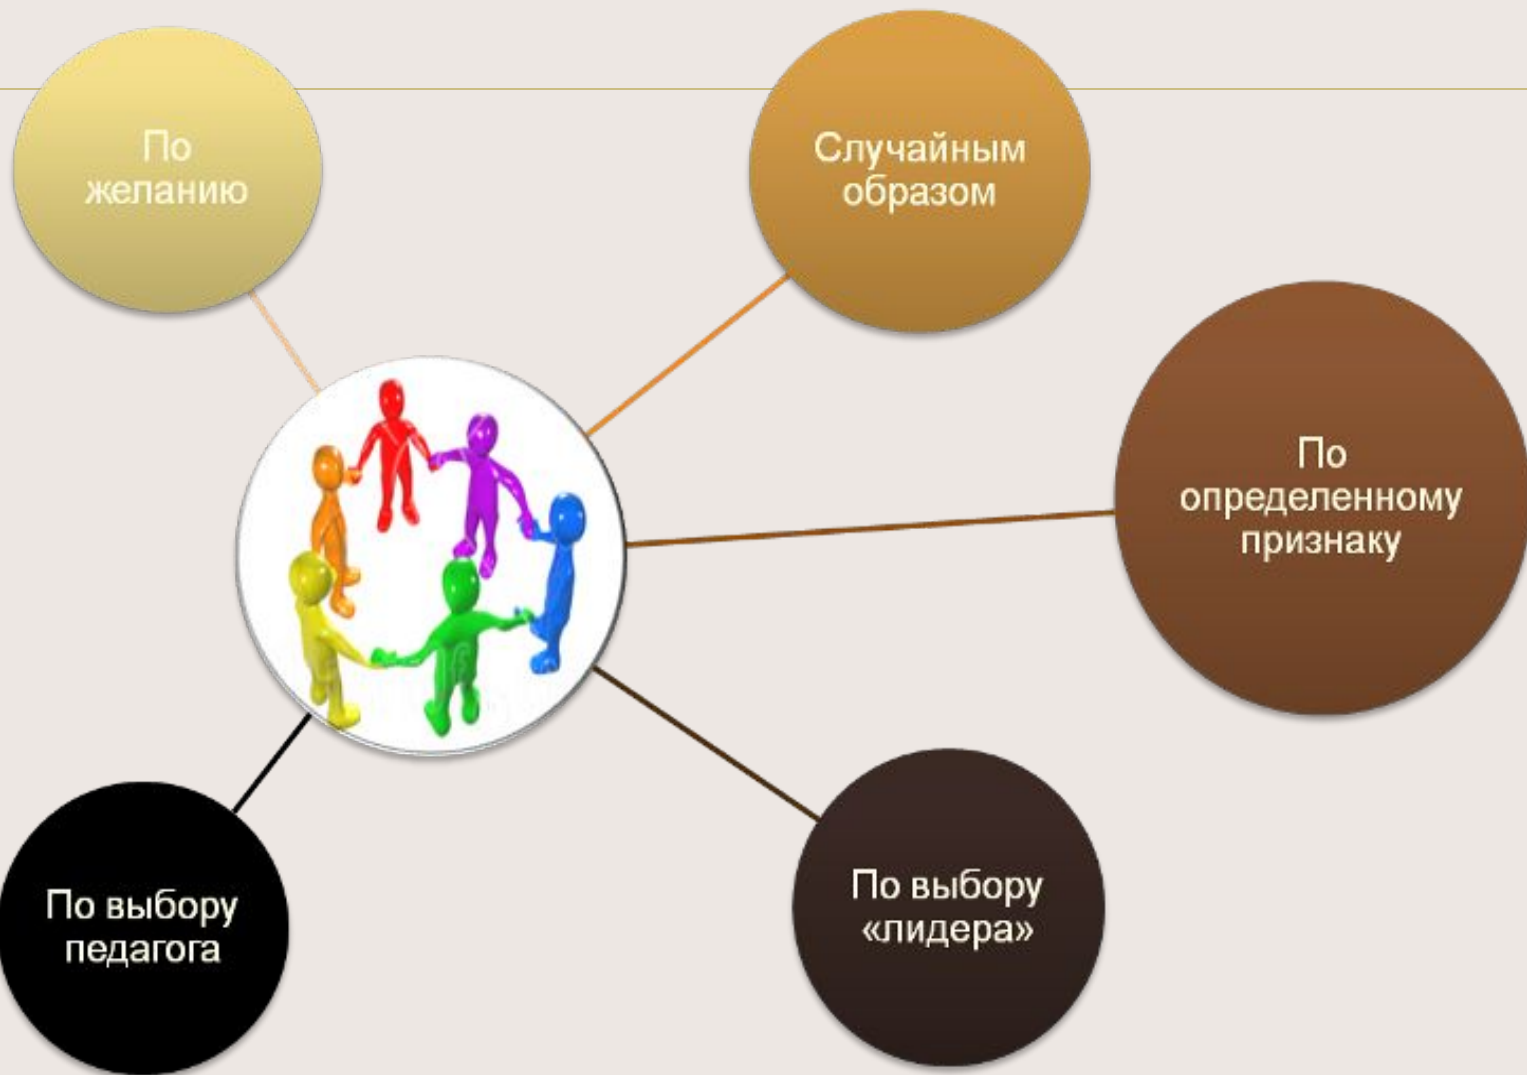 По
желанию
Случайным
образом
По
определенному
признаку
По выбору
«лидера»
По выбору
педагога